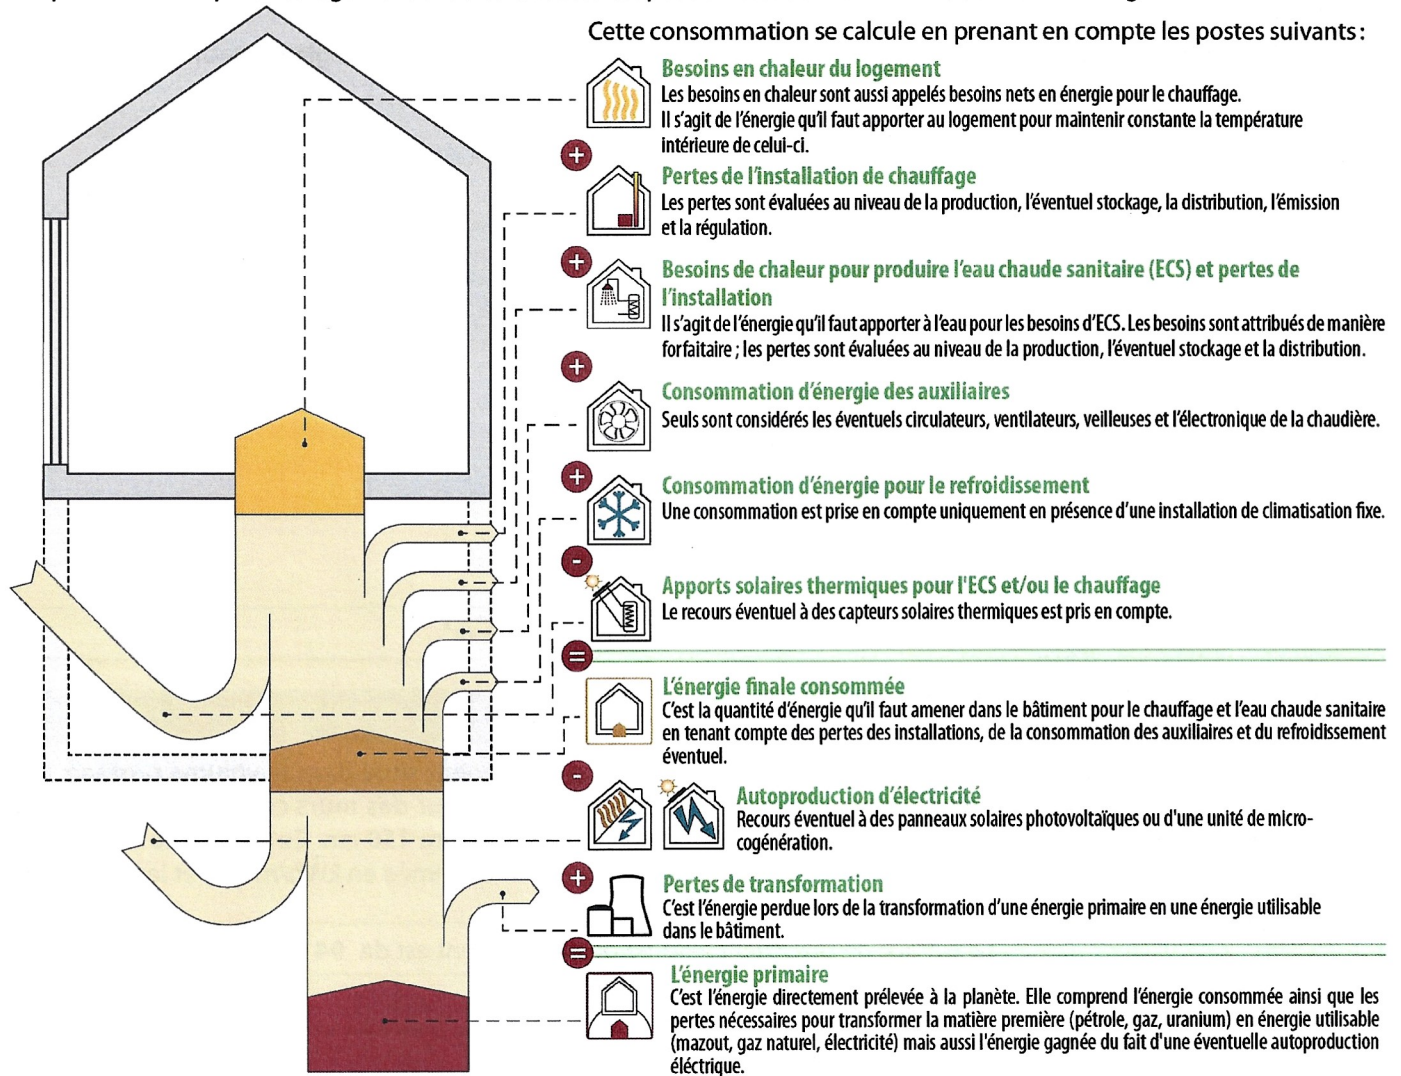 Cette consommation se calcule en prenant en compte les postes suivants :
Besoins en chaleur du logement
Les besoins en chaleur sont aussi appelés besoins nets en énergie pour le chauffage.
Il s'agit de l'énergie qu'il faut apporter au logement pour maintenir constante la température
intérieure de celui-ci.
+
Pertes de l'installation de chauffage
Les pertes sont évaluées au niveau de la production, l'éventuel stockage, la distribution, l'émission
et la régulation.
+
Besoins de chaleur pour produire l'eau chaude sanitaire (ECS) et pertes de
l'installation
Il s'agit de l'énergie qu'il faut apporter à l'eau pour les besoins d'ECS. Les besoins sont attribués de manière
forfaitaire ; les pertes sont évaluées au niveau de la production, l'éventuel stockage et la distribution.
+
Consommation d'énergie des auxiliaires
Seuls sont considérés les éventuels circulateurs, ventilateurs, veilleuses et l'électronique de la chaudière.
+
Consommation d'énergie pour le refroidissement
Une consommation est prise en compte uniquement en présence d'une installation de climatisation fixe.
-
Apports solaires thermiques pour l'ECS et/ou le chauffage
Le recours éventuel à des capteurs solaires thermiques est pris en compte.
=
L'énergie finale consommée
C'est la quantité d'énergie qu'il faut amener dans le bâtiment pour le chauffage et l'eau chaude sanitaire
en tenant compte des pertes des installations, de la consommation des auxiliaires et du refroidissement
éventuel.
-
Autoproduction d'électricité
Recours éventuel à des panneaux solaires photovoltaïques ou d'une unité de micro-
cogénération.
+
Pertes de transformation
C'est l'énergie perdue lors de la transformation d'une énergie primaire en une énergie utilisable
dans le bâtiment.
=
L'énergie primaire
C'est l'énergie directement prélevée à la planète. Elle comprend l'énergie consommée ainsi que les
pertes nécessaires pour transformer la matière première (pétrole, gaz, uranium) en énergie utilisable
(mazout, gaz naturel, électricité) mais aussi l'énergie gagnée du fait d'une éventuelle autoproduction
éléctrique.